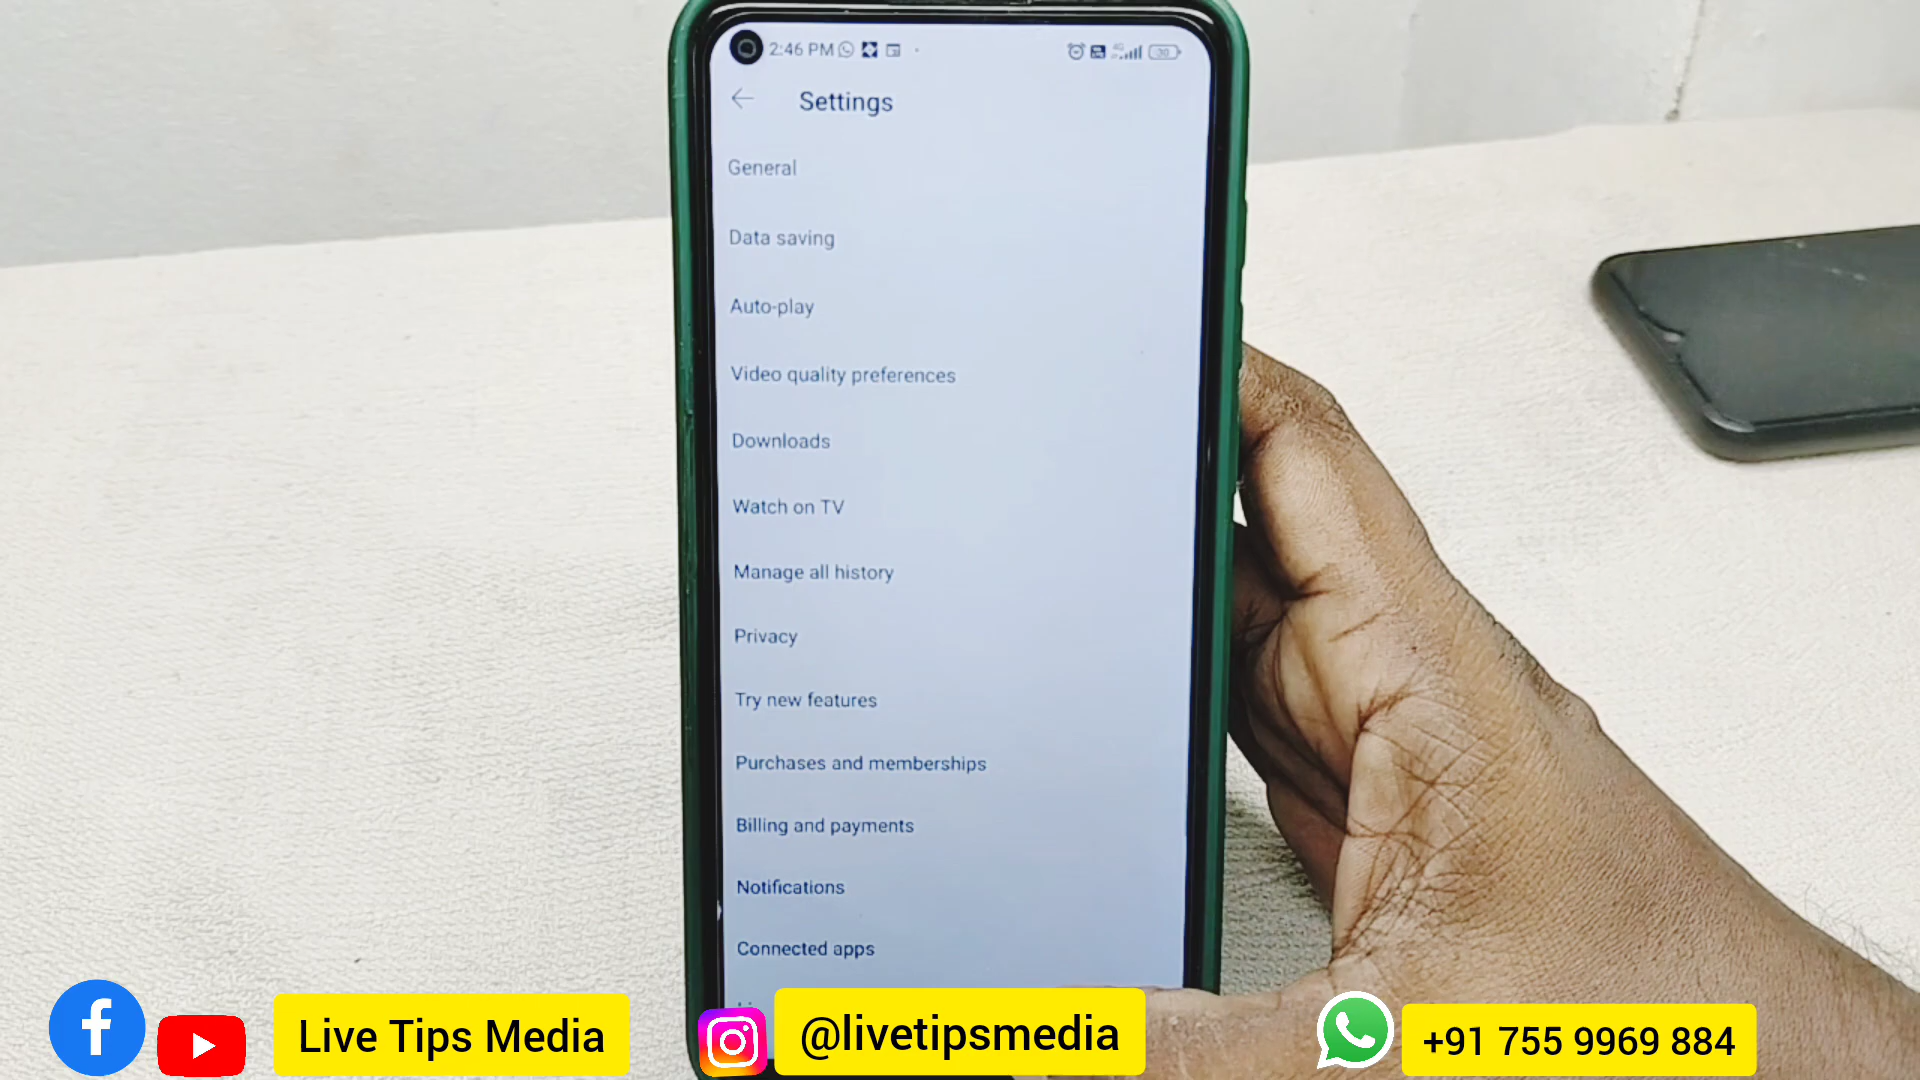 2:46 PM
4G
30
Settings
General
Data saving
Auto-play
Video quality preferences
Downloads
Watch on TV
Manage all history
Privacy
Try new features
Purchases and memberships
Billing and payments
Notifications
Connected apps
Live Tips Media
@livetipsmedia
+91 755 9969 884